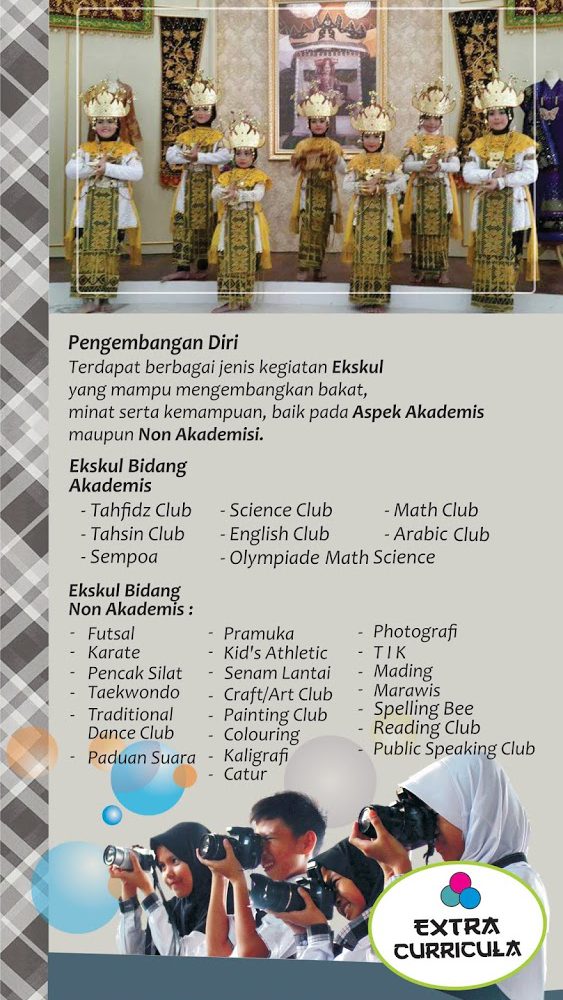 Pengembangan Diri
Terdapat berbagai jenis kegiatan Ekskul
yang mampu mengembangkan bakat,
minat serta kemampuan, baik pada Aspek Akademis
maupun Non Akademisi.
Ekskul Bidang
Akademis
- Tahfidz Club
- Tahsin Club
- Sempoa
- Science Club
- English Club
- Olympiade Math Science
- Math Club
- Arabic Club
Ekskul Bidang
Non Akademis :
- Futsal
- Karate
- Pencak Silat
- Taekwondo
- Traditional
Dance Club
- Paduan Suara
- Pramuka
- Kid's Athletic
- Senam Lantai
- Craft/Art Club
- Painting Club
- Colouring
- Kaligrafi
- Catur
- Photografi
- T I K
- Mading
- Marawis
- Spelling Bee
- Reading Club
- Public Speaking Club
EXTRA
CURRICULA